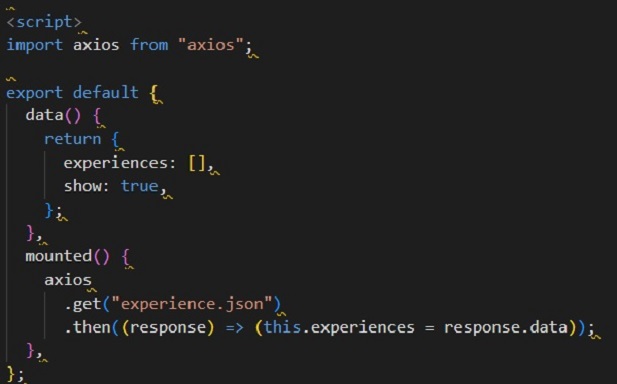 <script>
import axios from "axios";
export default {
data() {
return {
experiences: [],
show: true,
};
},
mounted() {
axios
.get("experience.json")
.then((response) => (this.experiences = response.data));
},
};